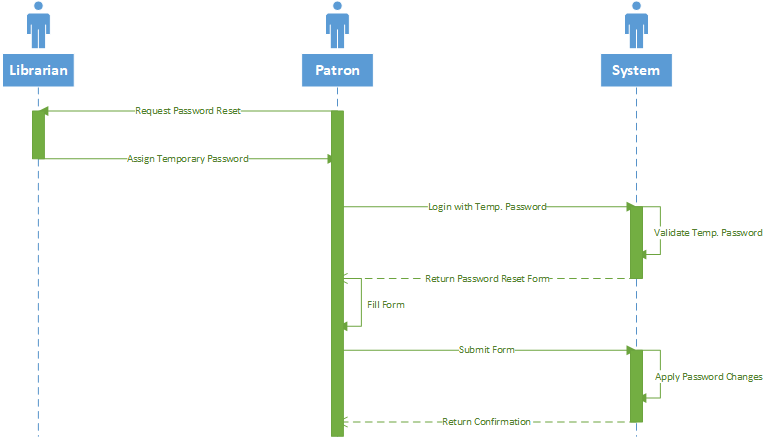 Librarian
Patron
System
Request Password Reset
Assign Temporary Password
Login with Temp. Password
Validate Temp. Password
Return Password Reset Form
Fill Form
Submit Form
Apply Password Changes
Return Confirmation